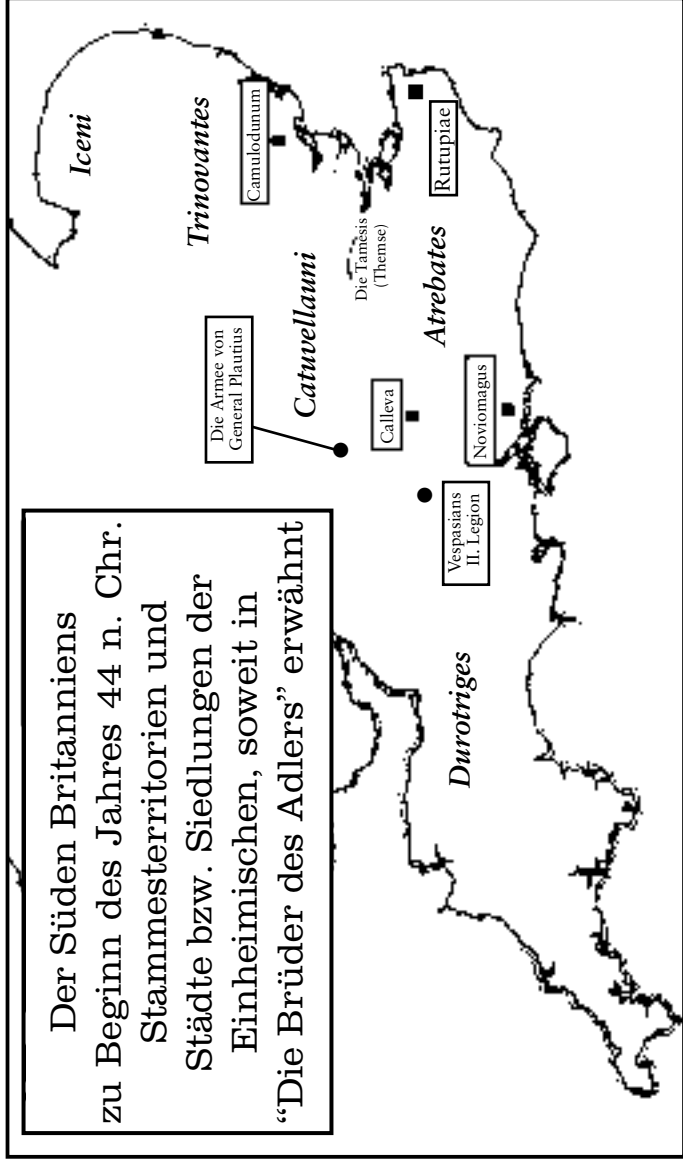 Der Süden Britanniens
zu Beginn des Jahres 44 n. Chr.
Stammesterritorien und
Städte bzw. Siedlungen der
Einheimischen, soweit in
“Die Brüder des Adlers” erwähnt
Iceni
Trinovantes
Camulodunum
Die Armee von
General Plautius
Catuvellauni
Die Tamesis
(Themse)
Rutupiae
Atrebates
Calleva
Noviomagus
Vespasians
II. Legion
Durotriges